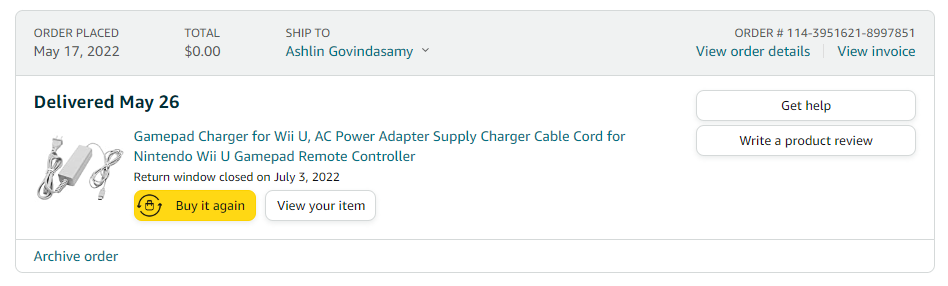 ORDER PLACED
May 17, 2022
TOTAL
$0.00
SHIP TO
Ashlin Govindasamy
ORDER # 114-3951621-8997851
View order details
View invoice
Delivered May 26
Gamepad Charger for Wii U, AC Power Adapter Supply Charger Cable Cord for
Nintendo Wii U Gamepad Remote Controller
Return window closed on July 3, 2022
Buy it again
View your item
Get help
Write a product review
Archive order